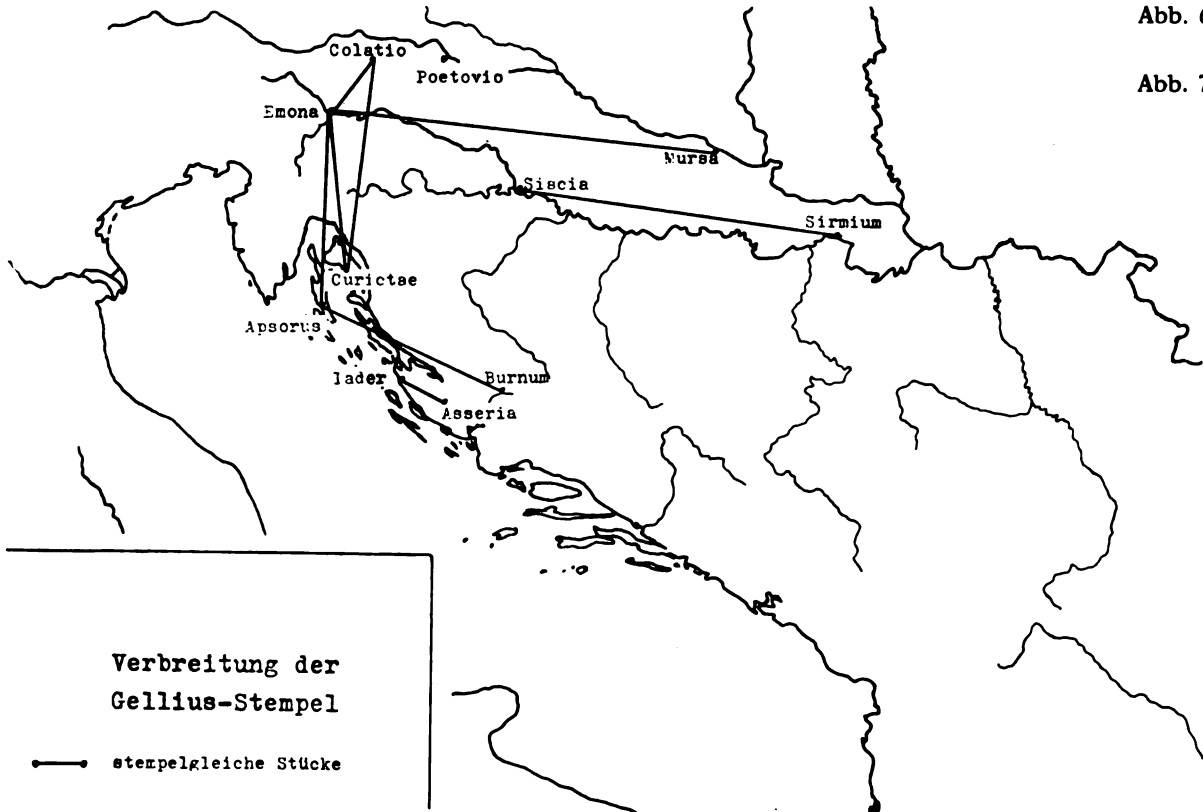 Abb. 6
Colatio
Poetovio
Abb. 7
Emona
Mursa
Siscia
Sirmium
Curictae
Apsorus
Iader
Burnum
Asseria
Verbreitung der
Gellius-Stempel
stempelgleiche Stücke